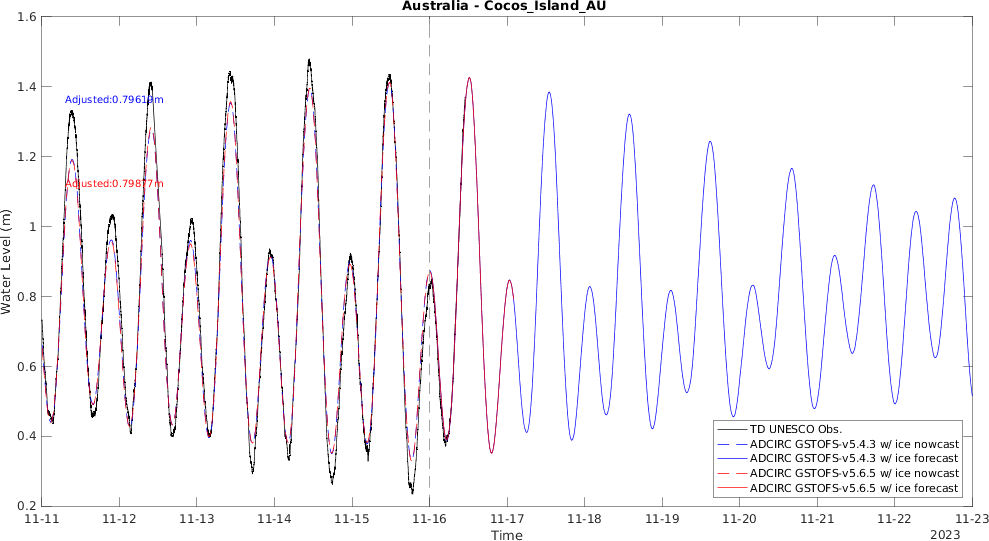 Australia - Cocos_Island_AU
1.6
1.4
1.2
1
0.8
0.6
0.4
0.2
Water Level (m)
Adjusted:0.79619m
Adjusted:0.79877m
TD UNESCO Obs.
ADCIRC GSTOFS-v5.4.3 w/ ice nowcast
ADCIRC GSTOFS-v5.4.3 w/ ice forecast
ADCIRC GSTOFS-v5.6.5 w/ ice nowcast
ADCIRC GSTOFS-v5.6.5 w/ ice forecast
11-11 11-12 11-13 11-14 11-15 11-16 11-17 11-18 11-19 11-20 11-21 11-22 11-23
Time
2023